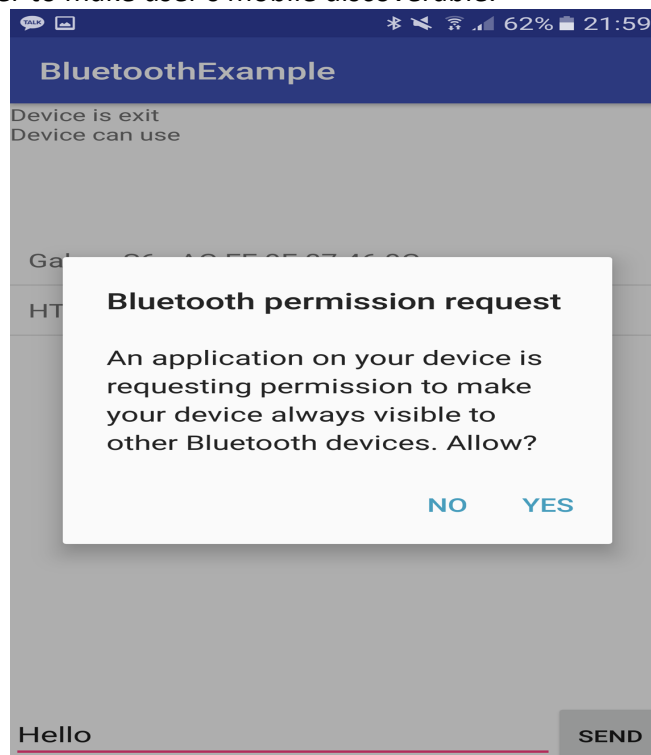 er to make user's mobile discoverable.
TALK 62% 21:59
BluetoothExample
Device is exit
Device can use
Bluetooth permission request
An application on your device is
requesting permission to make
your device always visible to
other Bluetooth devices. Allow?
NO YES
Hello SEND